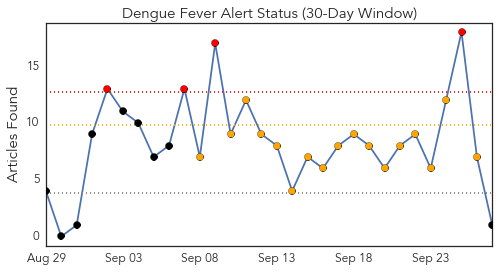 Dengue Fever Alert Status (30-Day Window)
Articles Found
15
10
5
0
Aug 29 Sep 03 Sep 08 Sep 13 Sep 18 Sep 23